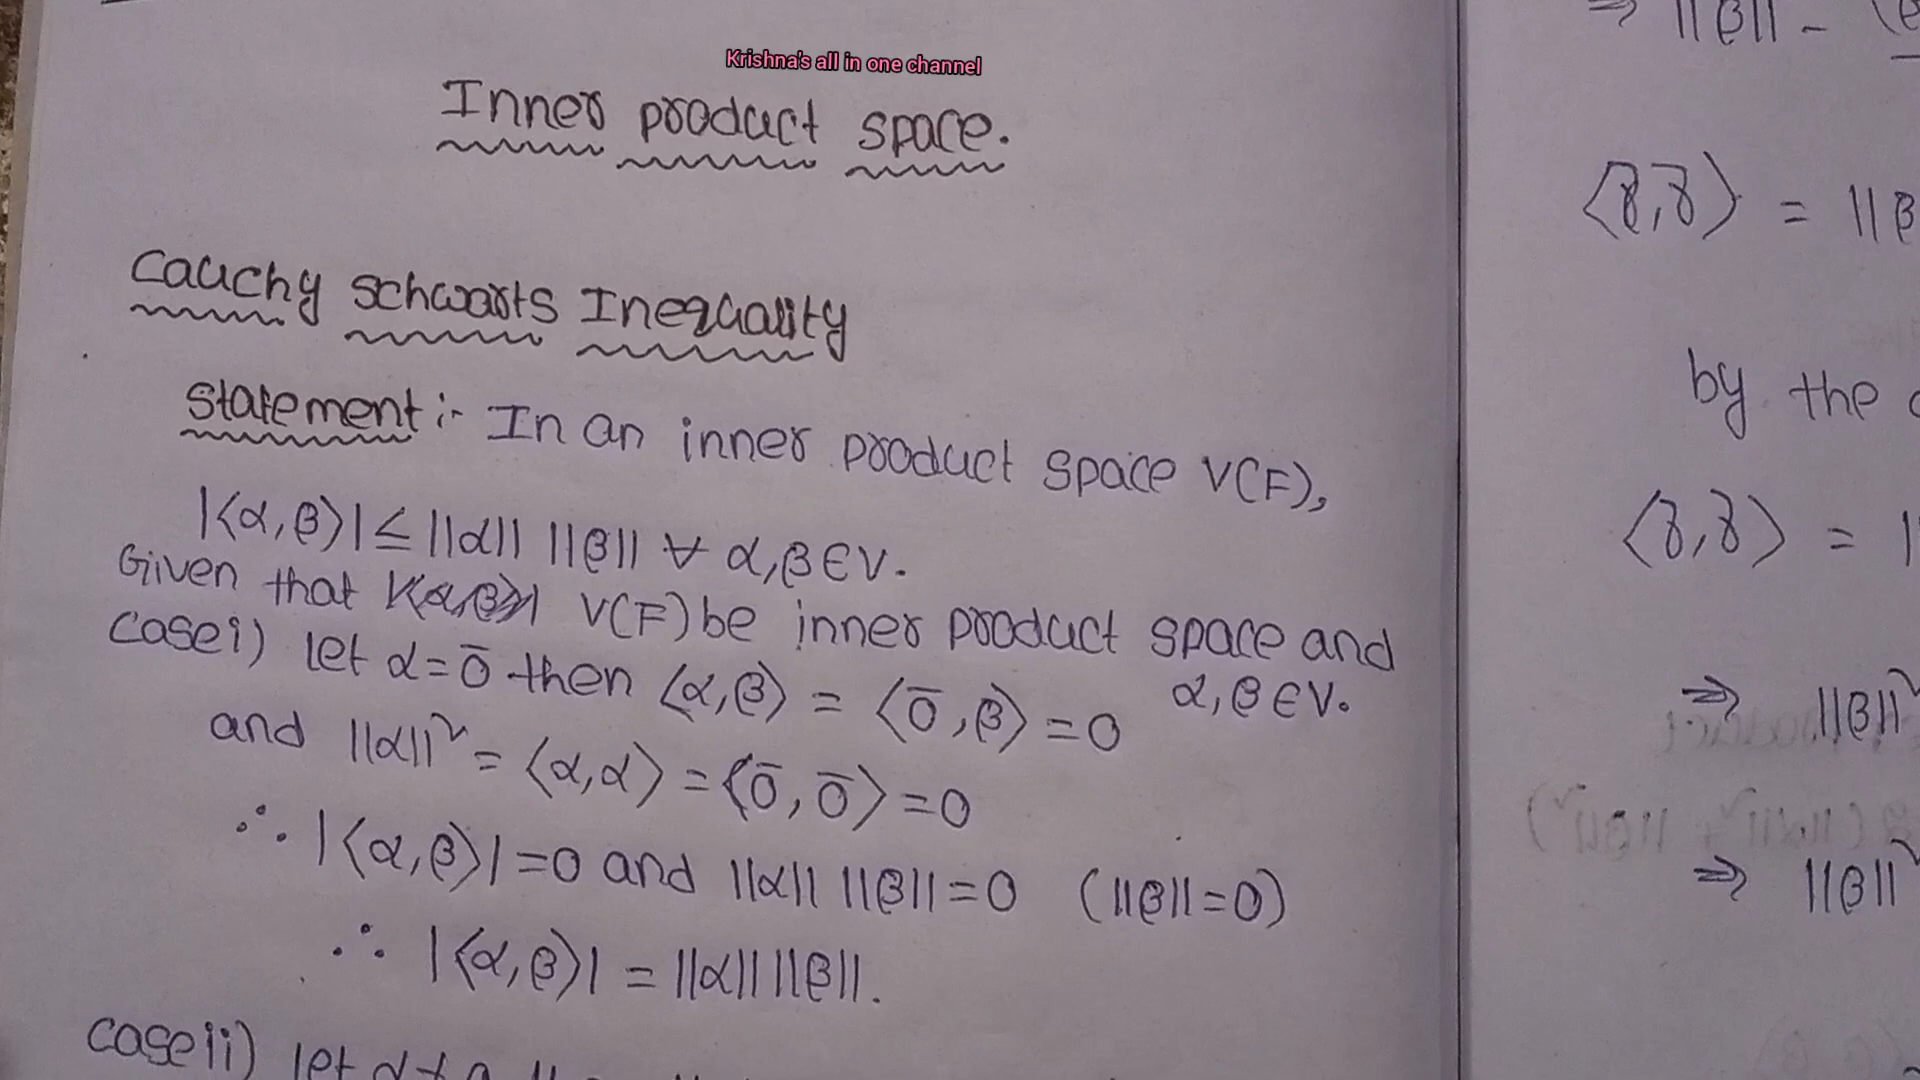 Krishna's all in one channel
Inner product space.
Cauchy schwarts Inequality
Statement :- In an inner product space V(F),
|⟨α,β⟩| ≤ ||α|| ||β|| ∀ α,β∈V.
Given that V(F) be inner product space and
α,β∈V.
case i) let α=0̄ then ⟨α,β⟩ = ⟨0̄,β⟩ = 0
and ||α||² = ⟨α,α⟩ = ⟨0̄,0̄⟩ = 0
∴ |⟨α,β⟩| = 0 and ||α|| ||β|| = 0 (||β||=0)
∴ |⟨α,β⟩| = ||α|| ||β||.
case ii) let α ≠
⇒ ||β|| -
⟨γ,γ⟩ = ||β
by the
⟨γ,γ⟩ =
⇒ ||β||²
⇒ ||β||²